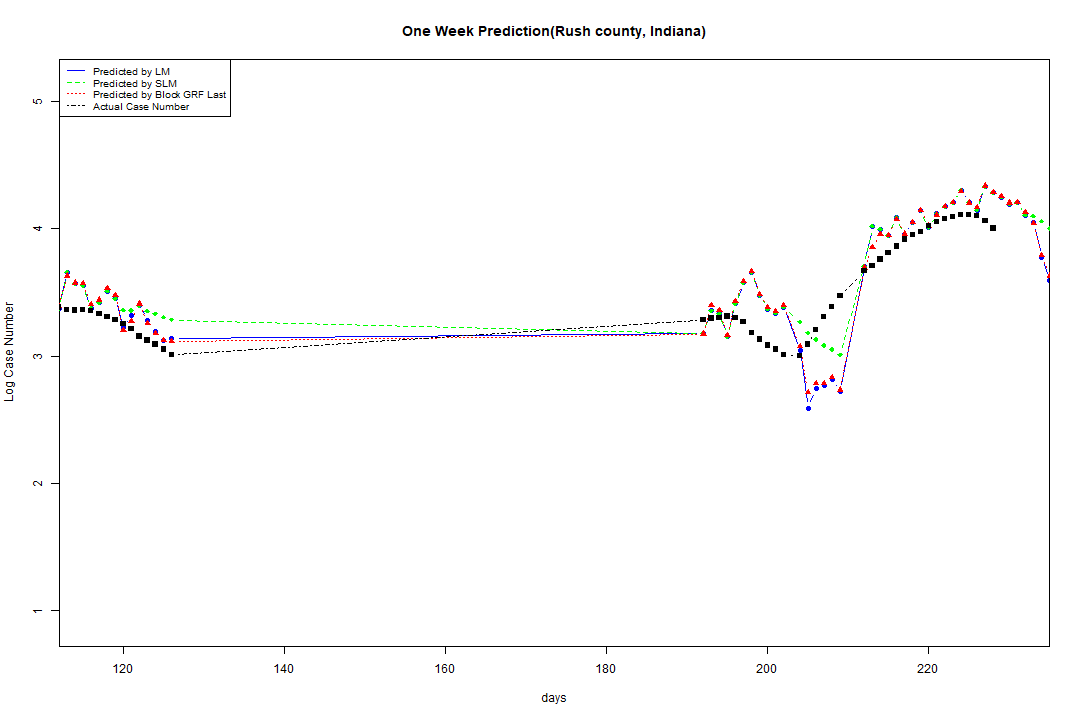 One Week Prediction(Rush county, Indiana)
Predicted by LM
Predicted by SLM
Predicted by Block GRF Last
Actual Case Number
5
4
3
2
1
Log Case Number
120 140 160 180 200 220
days